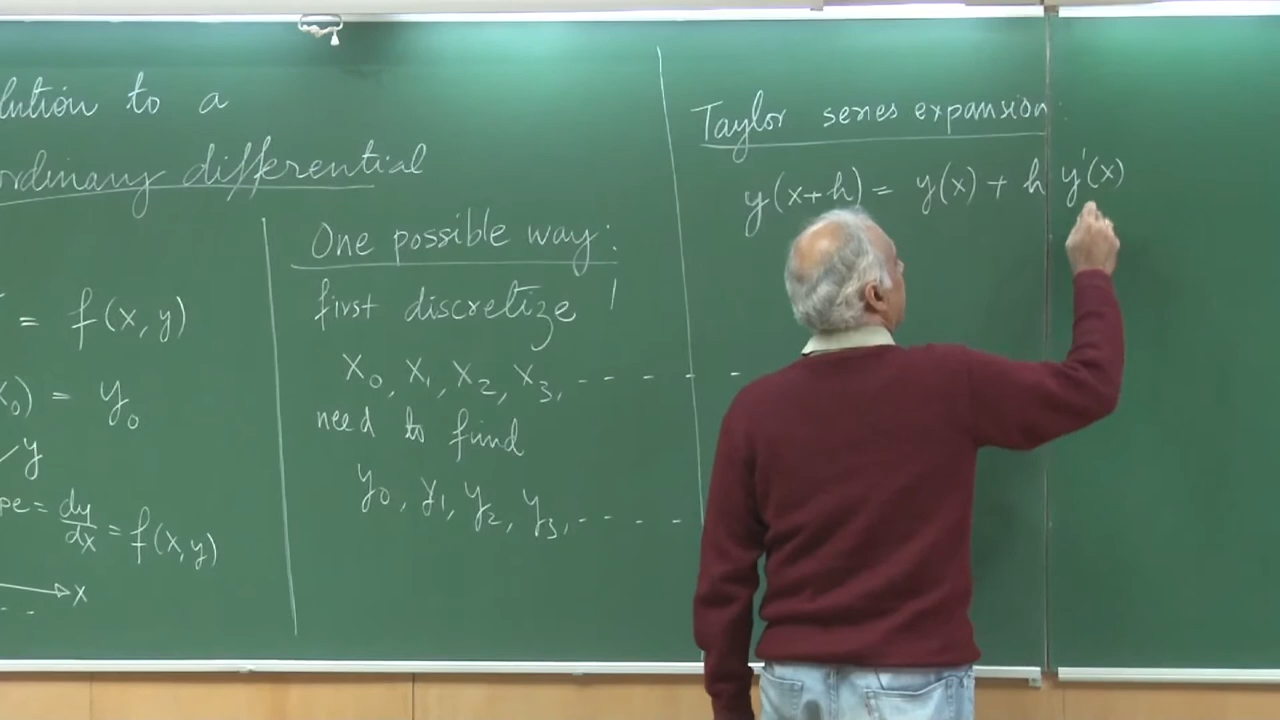 lution to a
ordinary differential
= f(x, y)
x₀) = y₀
y
pe = dy/dx = f(x,y)
x
One possible way:
first discretize !
x₀, x₁, x₂, x₃, - - - - - -
need to find
y₀, y₁, y₂, y₃, - - - -
Taylor series expansion:
y(x+h) = y(x) + h y'(x)